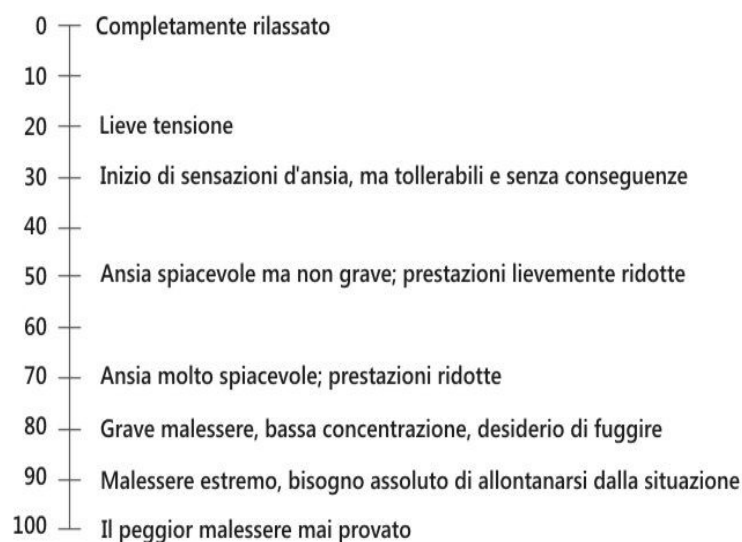 0 Completamente rilassato
10
20 Lieve tensione
30 Inizio di sensazioni d'ansia, ma tollerabili e senza conseguenze
40
50 Ansia spiacevole ma non grave; prestazioni lievemente ridotte
60
70 Ansia molto spiacevole; prestazioni ridotte
80 Grave malessere, bassa concentrazione, desiderio di fuggire
90 Malessere estremo, bisogno assoluto di allontanarsi dalla situazione
100 Il peggior malessere mai provato